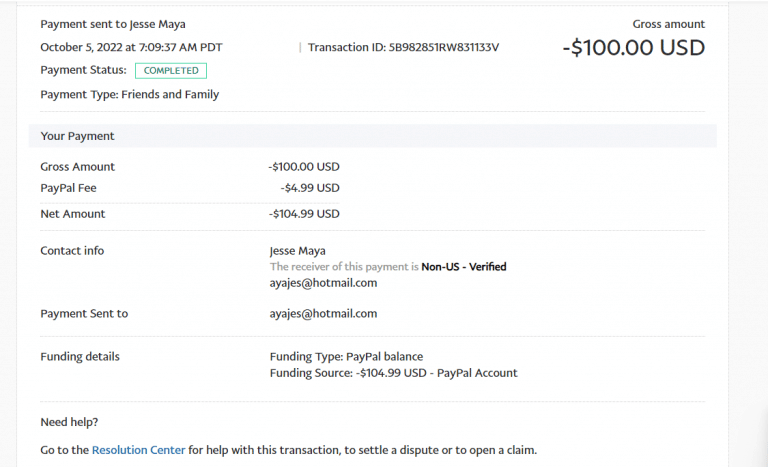 Payment sent to Jesse Maya
Gross amount
October 5, 2022 at 7:09:37 AM PDT | Transaction ID: 5B982851RW831133V
-$100.00 USD
Payment Status: COMPLETED
Payment Type: Friends and Family
Your Payment
Gross Amount -$100.00 USD
PayPal Fee -$4.99 USD
Net Amount -$104.99 USD
Contact info Jesse Maya
The receiver of this payment is Non-US - Verified
ayajes@hotmail.com
Payment Sent to ayajes@hotmail.com
Funding details Funding Type: PayPal balance
Funding Source: -$104.99 USD - PayPal Account
Need help?
Go to the Resolution Center for help with this transaction, to settle a dispute or to open a claim.